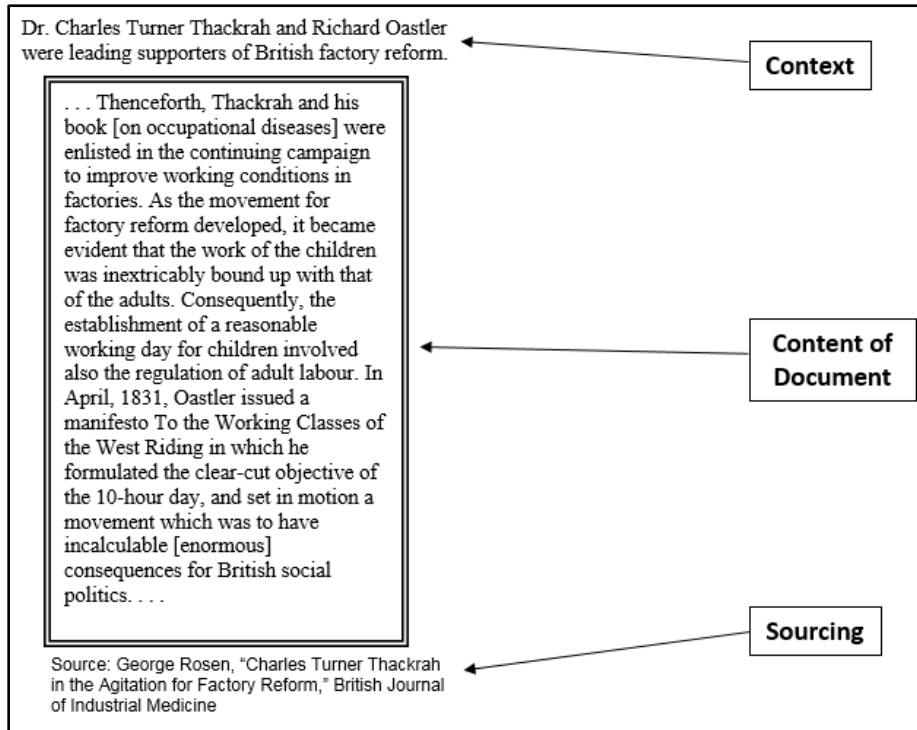 Dr. Charles Turner Thackrah and Richard Oastler
were leading supporters of British factory reform.
Context
. . . Thenceforth, Thackrah and his
book [on occupational diseases] were
enlisted in the continuing campaign
to improve working conditions in
factories. As the movement for
factory reform developed, it became
evident that the work of the children
was inextricably bound up with that
of the adults. Consequently, the
establishment of a reasonable
working day for children involved
also the regulation of adult labour. In
April, 1831, Oastler issued a
manifesto To the Working Classes of
the West Riding in which he
formulated the clear-cut objective of
the 10-hour day, and set in motion a
movement which was to have
incalculable [enormous]
consequences for British social
politics. . . .
Content of
Document
Source: George Rosen, “Charles Turner Thackrah
in the Agitation for Factory Reform,” British Journal
of Industrial Medicine
Sourcing